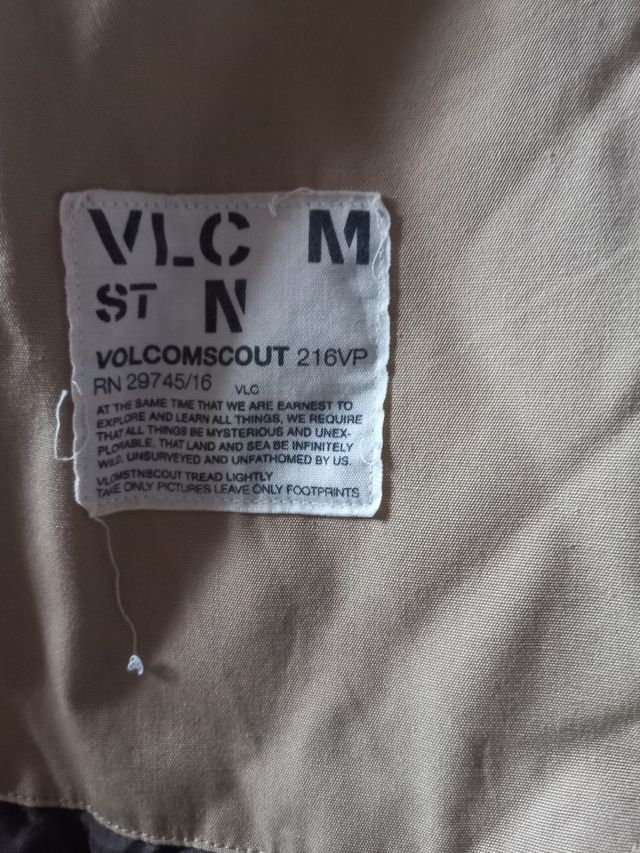 VLC M
ST N
VOLCOMSCOUT 216VP
RN 29745/16 VLC
AT THE SAME TIME THAT WE ARE EARNEST TO
EXPLORE AND LEARN ALL THINGS, WE REQUIRE
THAT ALL THINGS BE MYSTERIOUS AND UNEX-
PLORABLE, THAT LAND AND SEA BE INFINITELY
WILD, UNSURVEYED AND UNFATHOMED BY US.
VLCMSTNSCOUT TREAD LIGHTLY
TAKE ONLY PICTURES LEAVE ONLY FOOTPRINTS